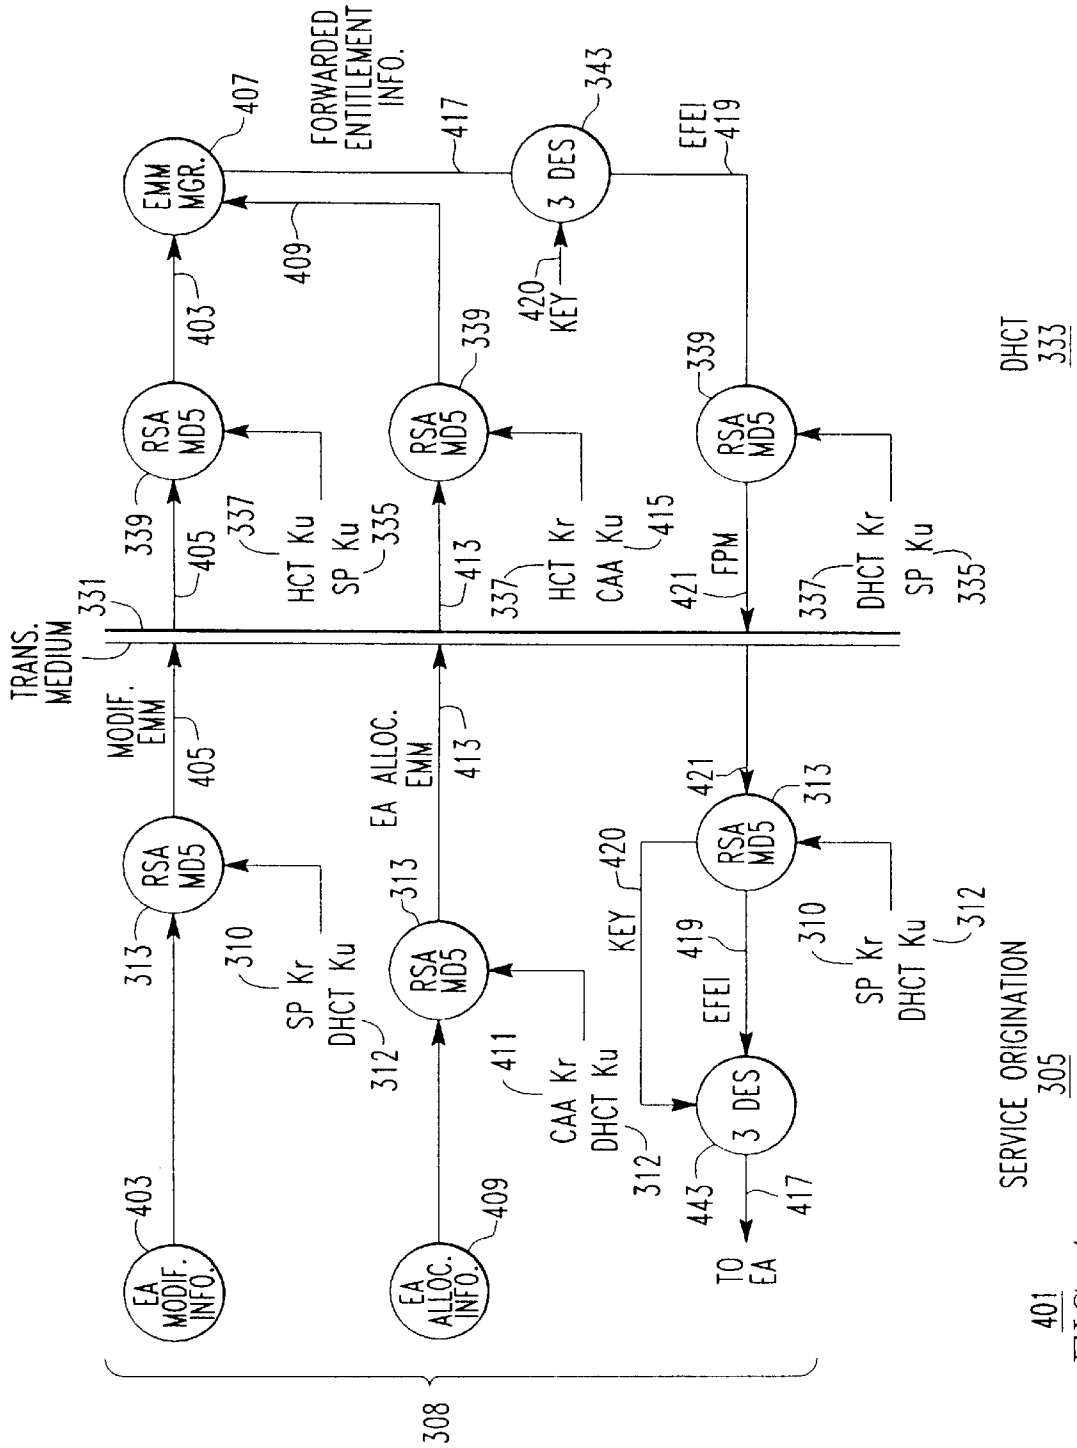 308
EA
MODIF.
INFO.
403
313
RSA
MD5
310
SP Kr
DHCT Ku
312
MODIF.
EMM
405
TRANS.
MEDIUM
331
405
339
RSA
MD5
337
HCT Ku
SP Ku
335
403
EMM
MGR.
407
EA
ALLOC.
INFO.
409
RSA
MD5
313
411
CAA Kr
DHCT Ku
312
EA ALLOC.
EMM
413
413
RSA
MD5
339
337
HCT Kr
CAA Ku
415
409
417
FORWARDED
ENTITLEMENT
INFO.
420
KEY
3 DES
343
TO
EA
417
443
3 DES
KEY
420
EFEI
419
RSA
MD5
313
421
310
SP Kr
DHCT Ku
312
421
FPM
RSA
MD5
339
337
DHCT Kr
SP Ku
335
EFEI
419
SERVICE ORIGINATION
305
DHCT
333
401